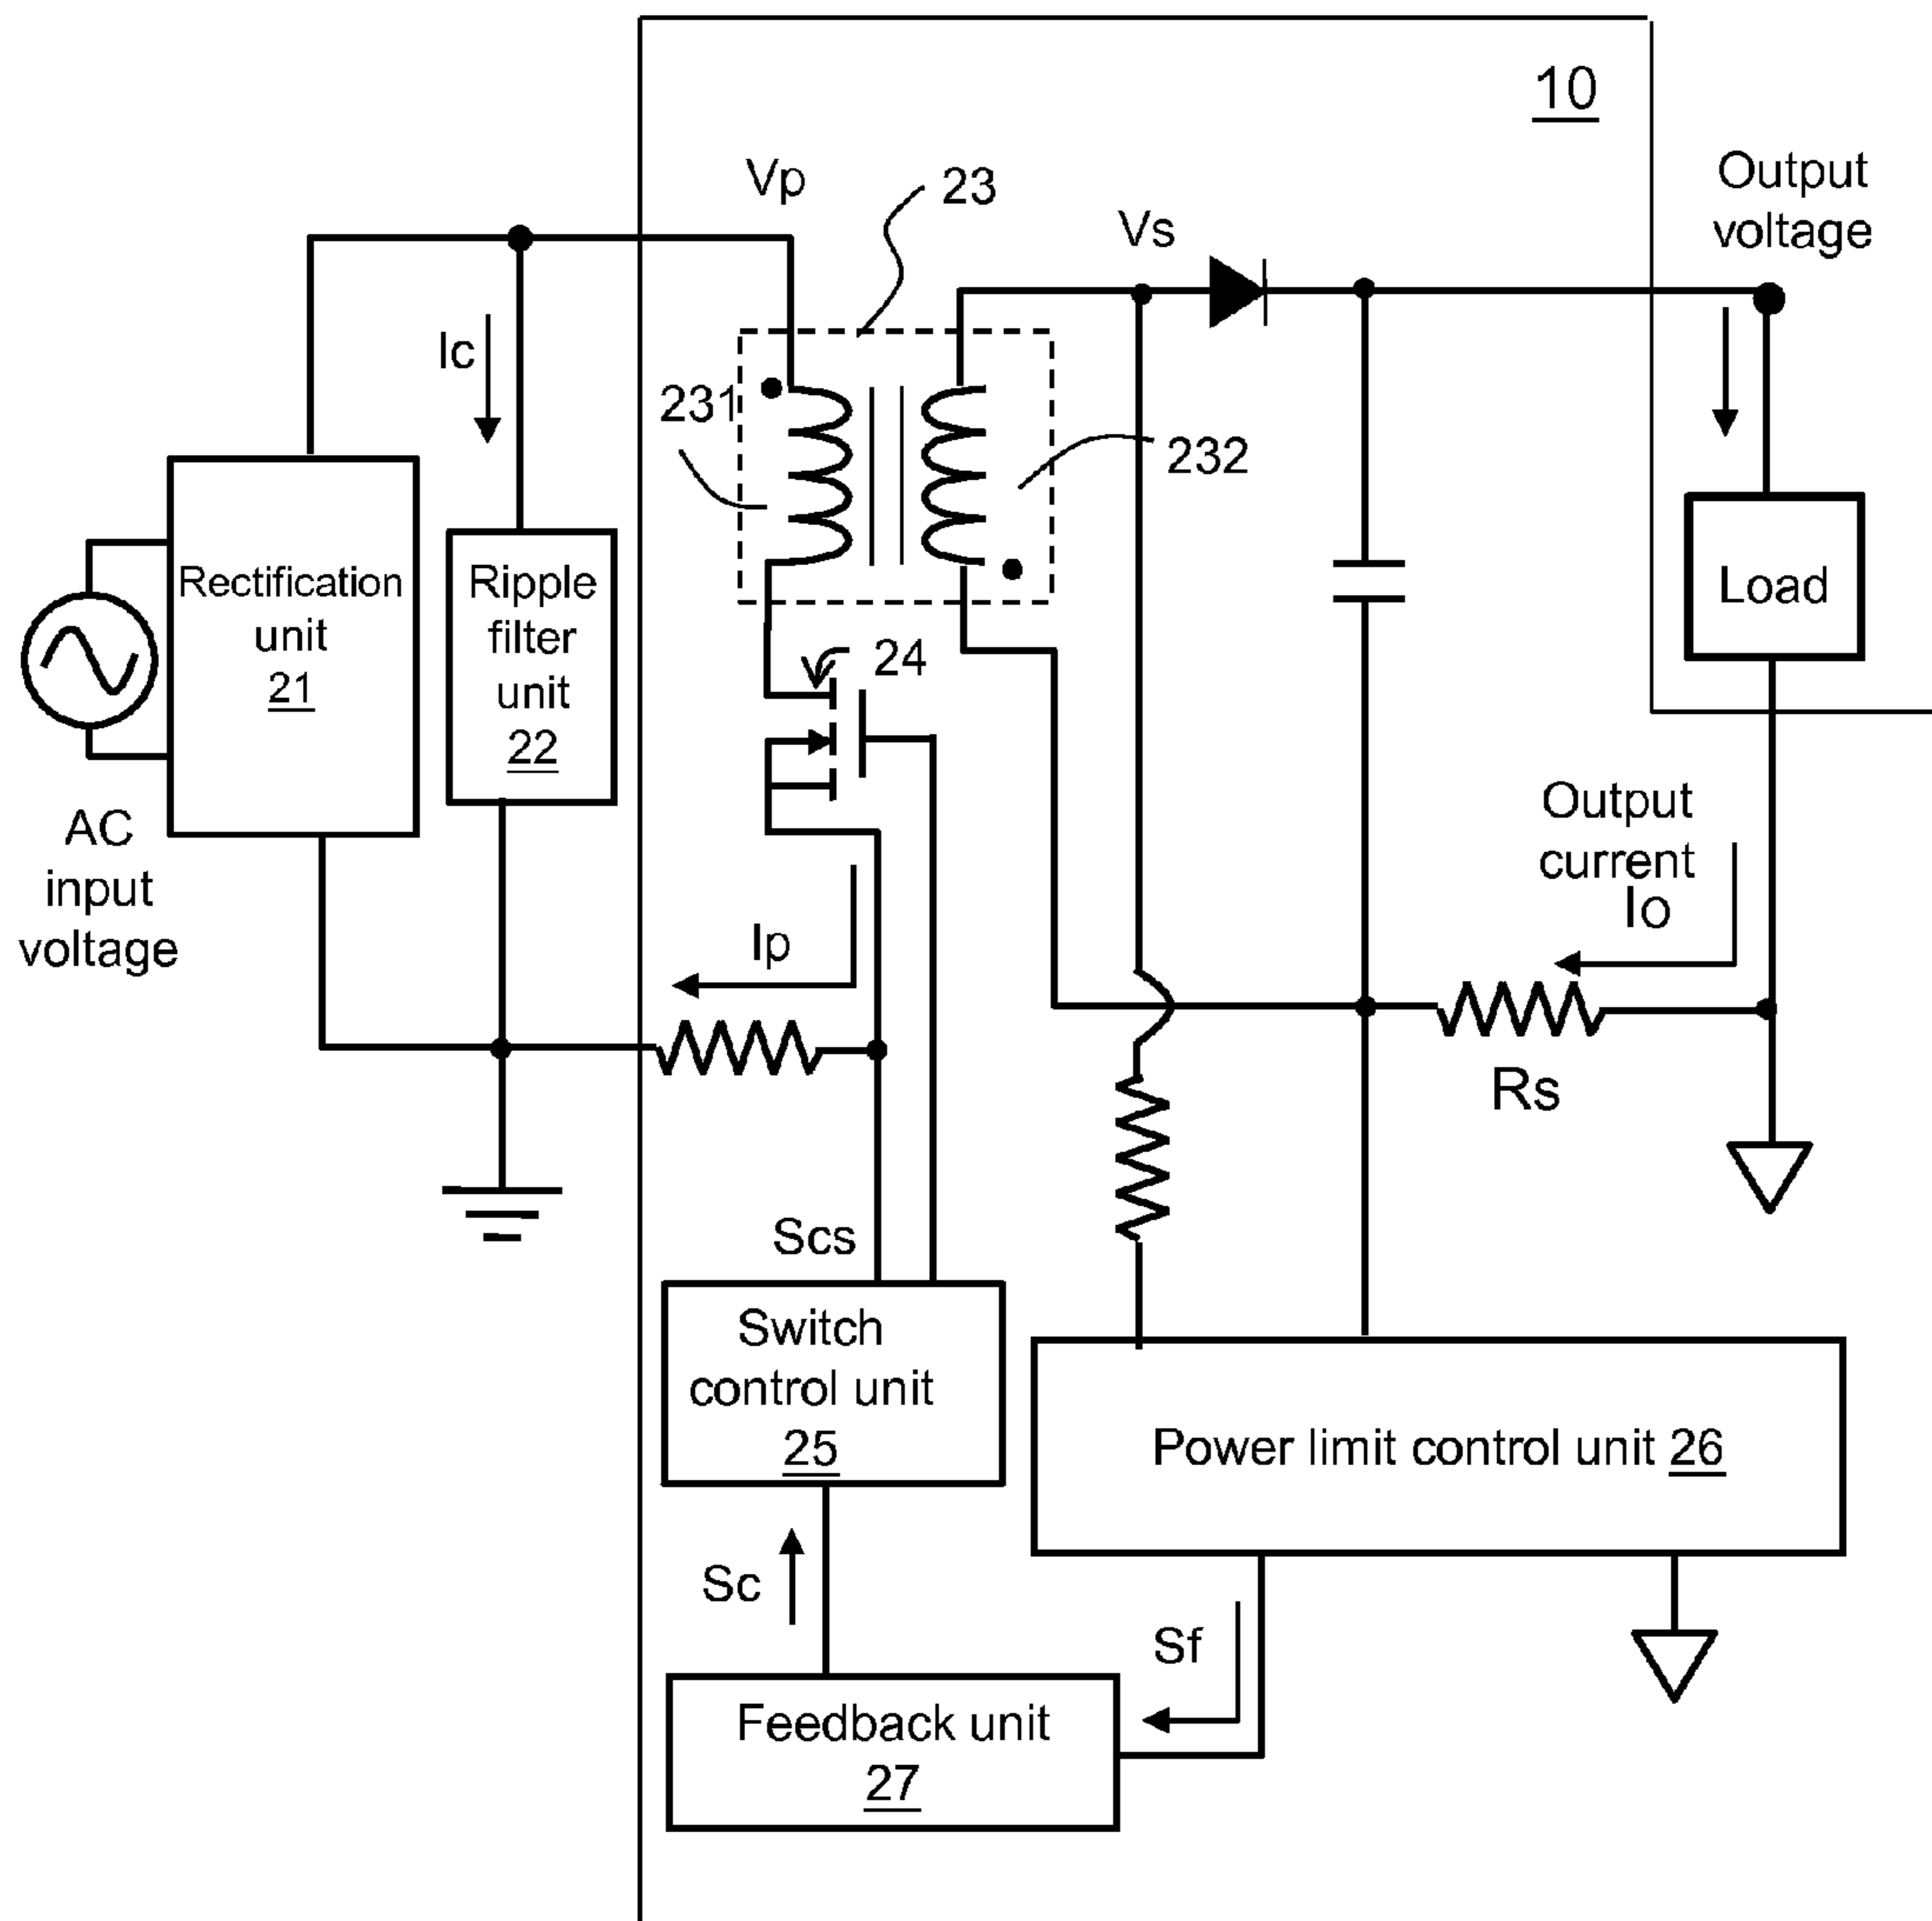 10
Vp
23
Output
voltage
Vs
Ic
231
232
Rectification
unit
21
Ripple
filter
unit
22
Load
24
AC
input
voltage
Output
current
Io
Ip
Rs
Scs
Switch
control unit
25
Power limit control unit 26
Sc
Sf
Feedback unit
27